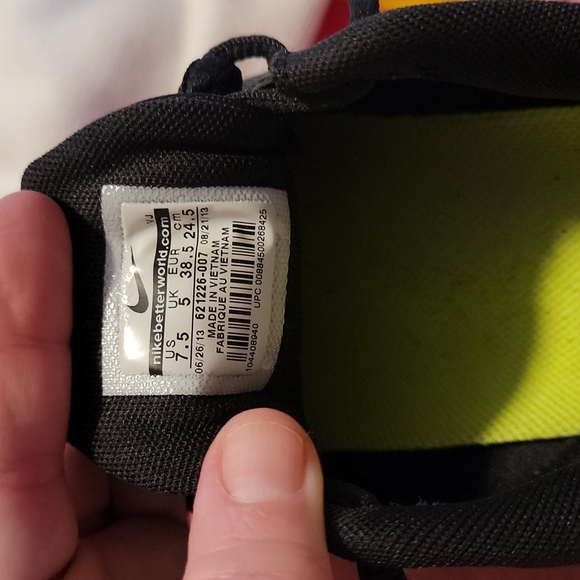 VJ
nikebetterworld.com
US UK EUR cm
7.5 5 38.5 24.5
06/26/13 621226-007 08/21/13
MADE IN VIETNAM
FABRIQUE AU VIETNAM
UPC 00884500268425
104408940